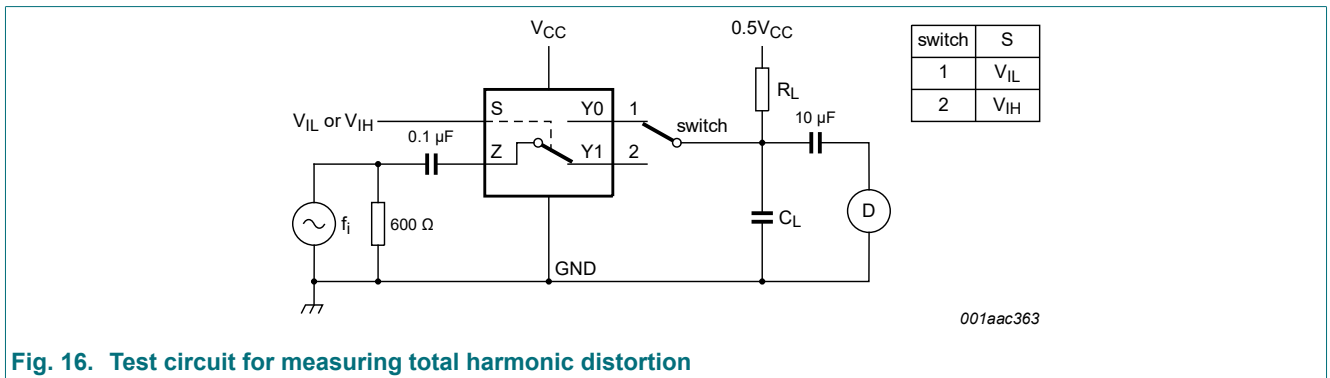 VCC
0.5VCC
switch S
1 VIL
2 VIH
RL
S Y0 1
VIL or VIH
switch
10 µF
0.1 µF
Z Y1 2
fi
600 Ω
CL
D
GND
001aac363
Fig. 16. Test circuit for measuring total harmonic distortion